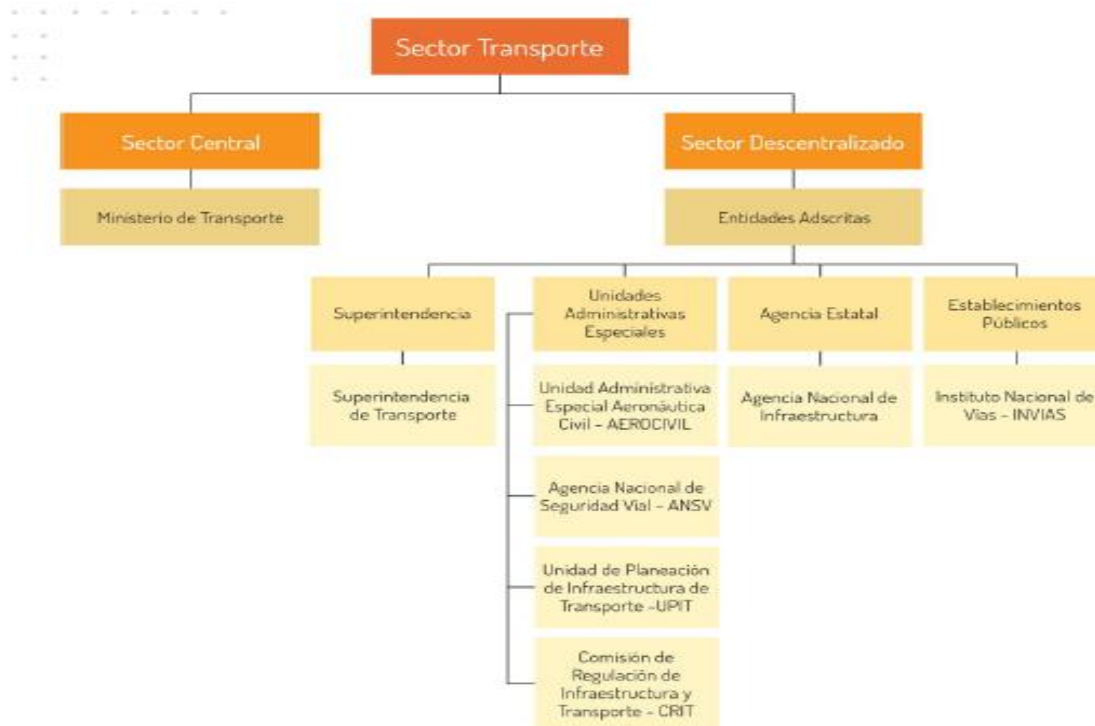 Sector Transporte
Sector Central
Sector Descentralizado
Ministerio de Transporte
Entidades Adscritas
Superintendencia
Unidades
Administrativas
Especiales
Agencia Estatal
Establecimientos
Públicos
Superintendencia
de Transporte
Unidad Administrativa
Especial Aeronáutica
Civil - AEROCIVIL
Agencia Nacional de
Infraestructura
Instituto Nacional de
Vías - INVIAS
Agencia Nacional de
Seguridad Vial - ANSV
Unidad de Planeación
de Infraestructura de
Transporte -UPIT
Comisión de
Regulación de
Infraestructura y
Transporte - CRIT